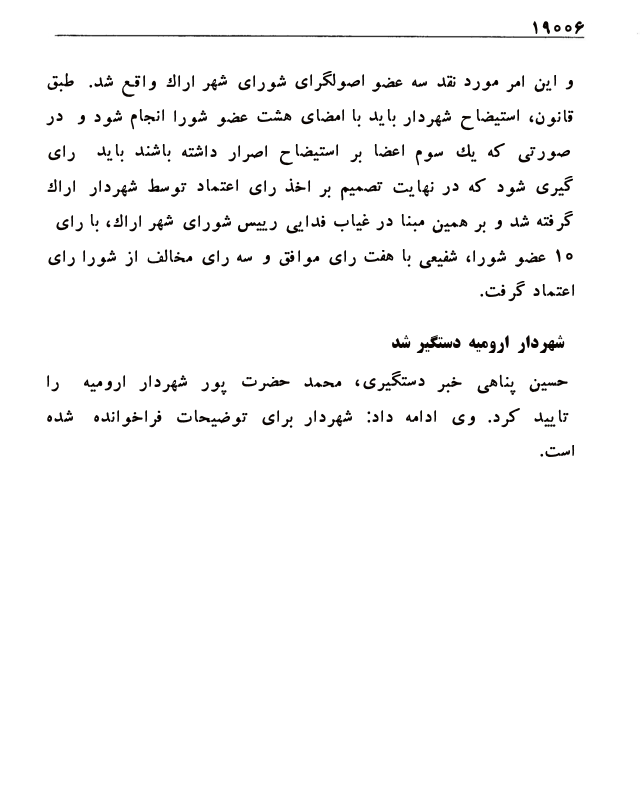 ۱۹۰۰۶
و این امر مورد نقد سه عضو اصولگرای شورای شهر اراك واقع شد. طبق
قانون، استیضاح شهردار باید با امضای هشت عضو شورا انجام شود و در
صورتی که یك سوم اعضا بر استیضاح اصرار داشته باشند باید رای
گیری شود که در نهایت تصمیم بر اخذ رای اعتماد توسط شهردار اراك
گرفته شد و بر همین مبنا در غیاب فدایی رییس شورای شهر اراك، با رای
۱۰ عضو شورا، شفیعی با هفت رای موافق و سه رای مخالف از شورا رای
اعتماد گرفت.
شهردار ارومیه دستگیر شد
حسین پناهی خبر دستگیری، محمد حضرت پور شهردار ارومیه را
تایید کرد. وی ادامه داد: شهردار برای توضیحات فراخوانده شده
است.